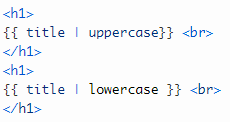 <h1>
{{ title | uppercase}} <br>
</h1>
<h1>
{{ title | lowercase }} <br>
</h1>